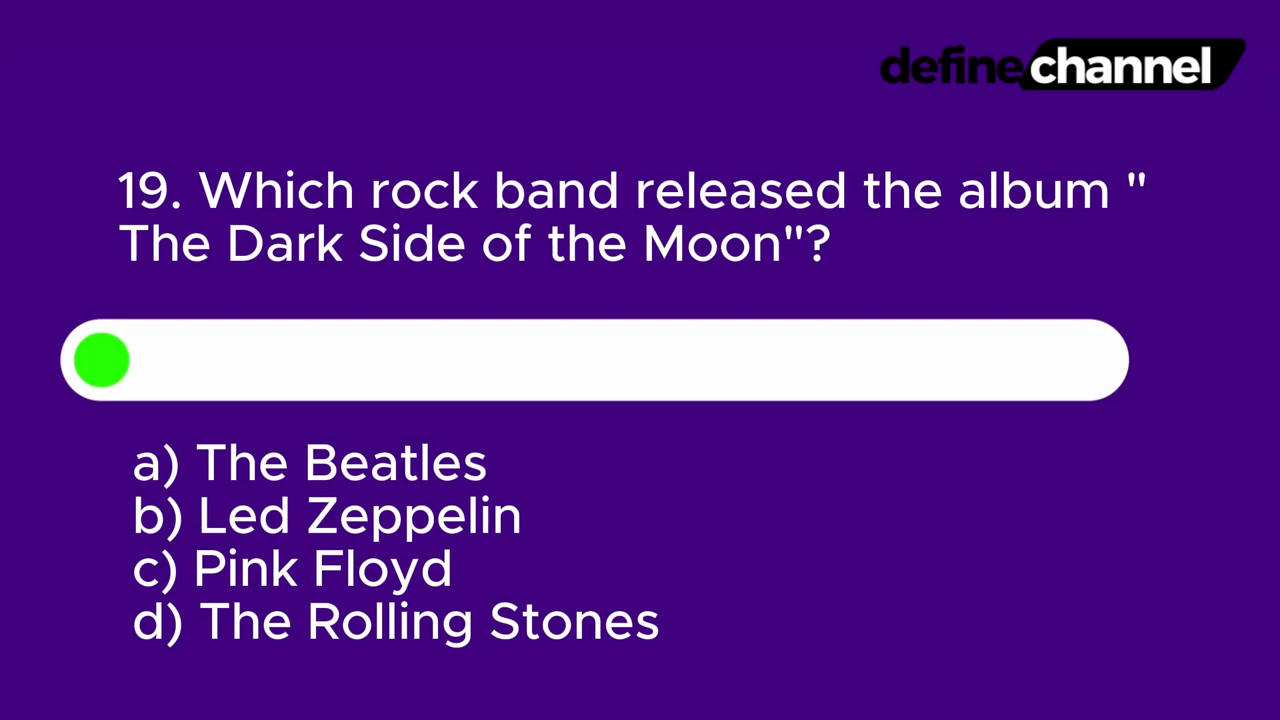 definechannel
19. Which rock band released the album "
The Dark Side of the Moon"?
a) The Beatles
b) Led Zeppelin
c) Pink Floyd
d) The Rolling Stones